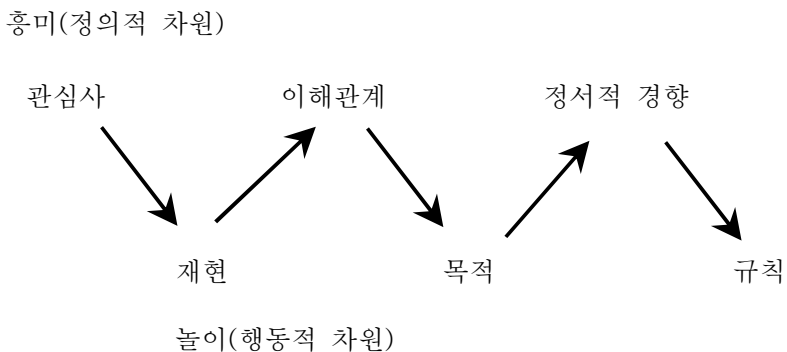 흥미(정의적 차원)
관심사 이해관계 정서적 경향
재현 목적 규칙
놀이(행동적 차원)